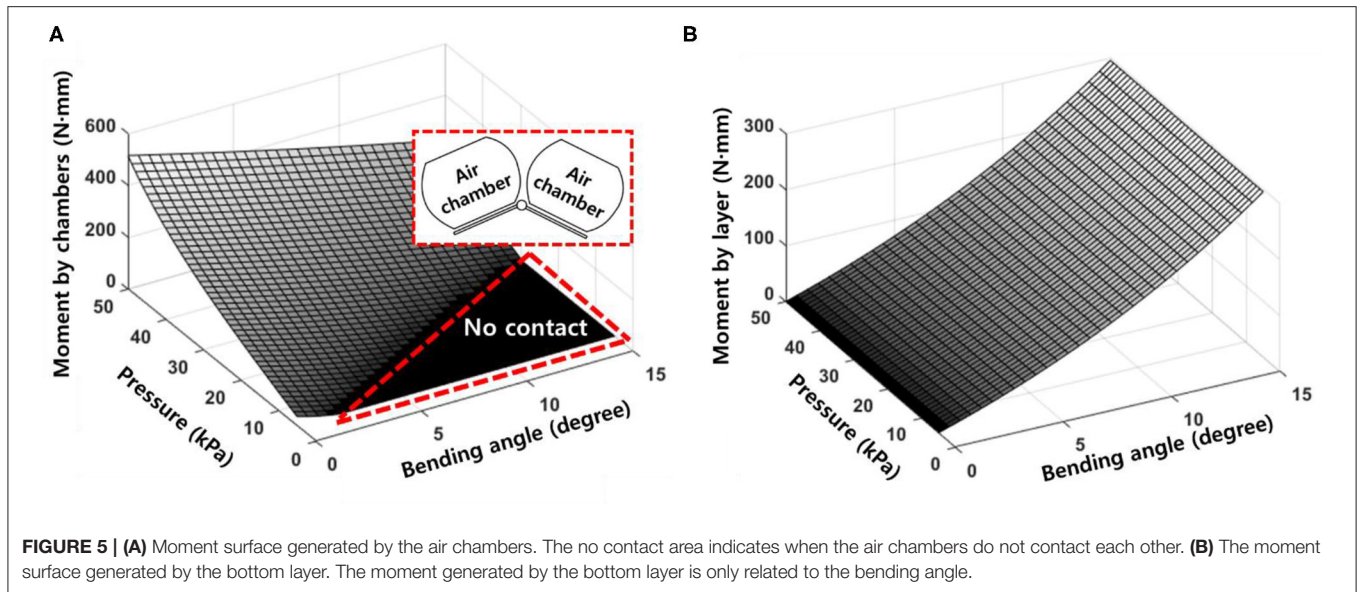 A
Moment by chambers (N·mm)
600
400
200
0
50
40
30
20
10
0
Pressure (kPa)
0
5
10
15
Bending angle (degree)
Air
chamber
Air
chamber
No contact
B
Moment by layer (N·mm)
300
200
100
0
50
40
30
20
10
0
Pressure (kPa)
0
5
10
15
Bending angle (degree)
FIGURE 5 | (A) Moment surface generated by the air chambers. The no contact area indicates when the air chambers do not contact each other. (B) The moment
surface generated by the bottom layer. The moment generated by the bottom layer is only related to the bending angle.